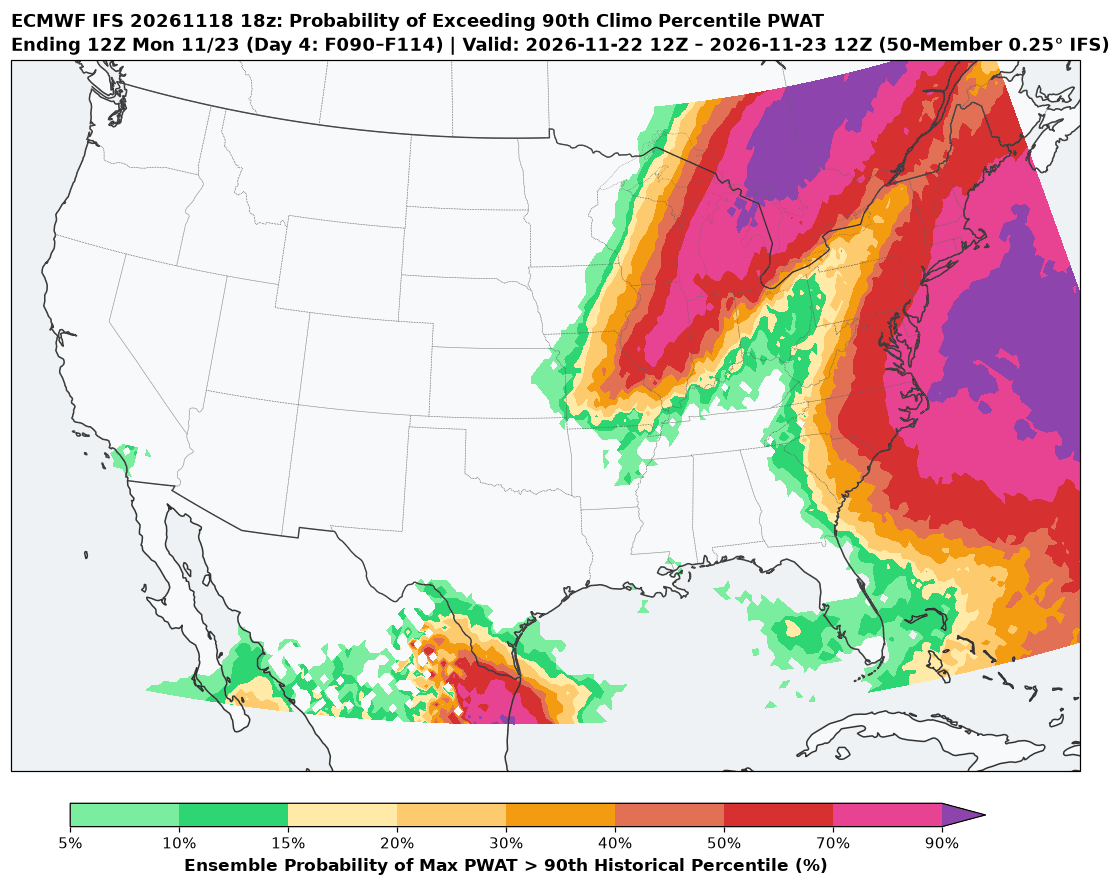 ECMWF IFS 20261118 18z: Probability of Exceeding 90th Climo Percentile PWAT
Ending 12Z Mon 11/23 (Day 4: F090–F114) | Valid: 2026-11-22 12Z – 2026-11-23 12Z (50-Member 0.25° IFS)
5% 10% 15% 20% 30% 40% 50% 70% 90%
Ensemble Probability of Max PWAT > 90th Historical Percentile (%)